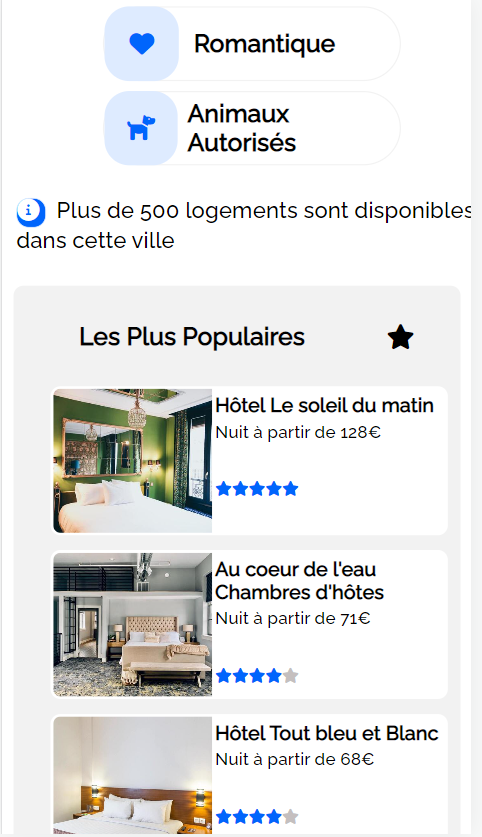 Romantique
Animaux
Autorisés
i Plus de 500 logements sont disponibles
dans cette ville
Les Plus Populaires
Hôtel Le soleil du matin
Nuit à partir de 128€
Au coeur de l'eau
Chambres d'hôtes
Nuit à partir de 71€
Hôtel Tout bleu et Blanc
Nuit à partir de 68€